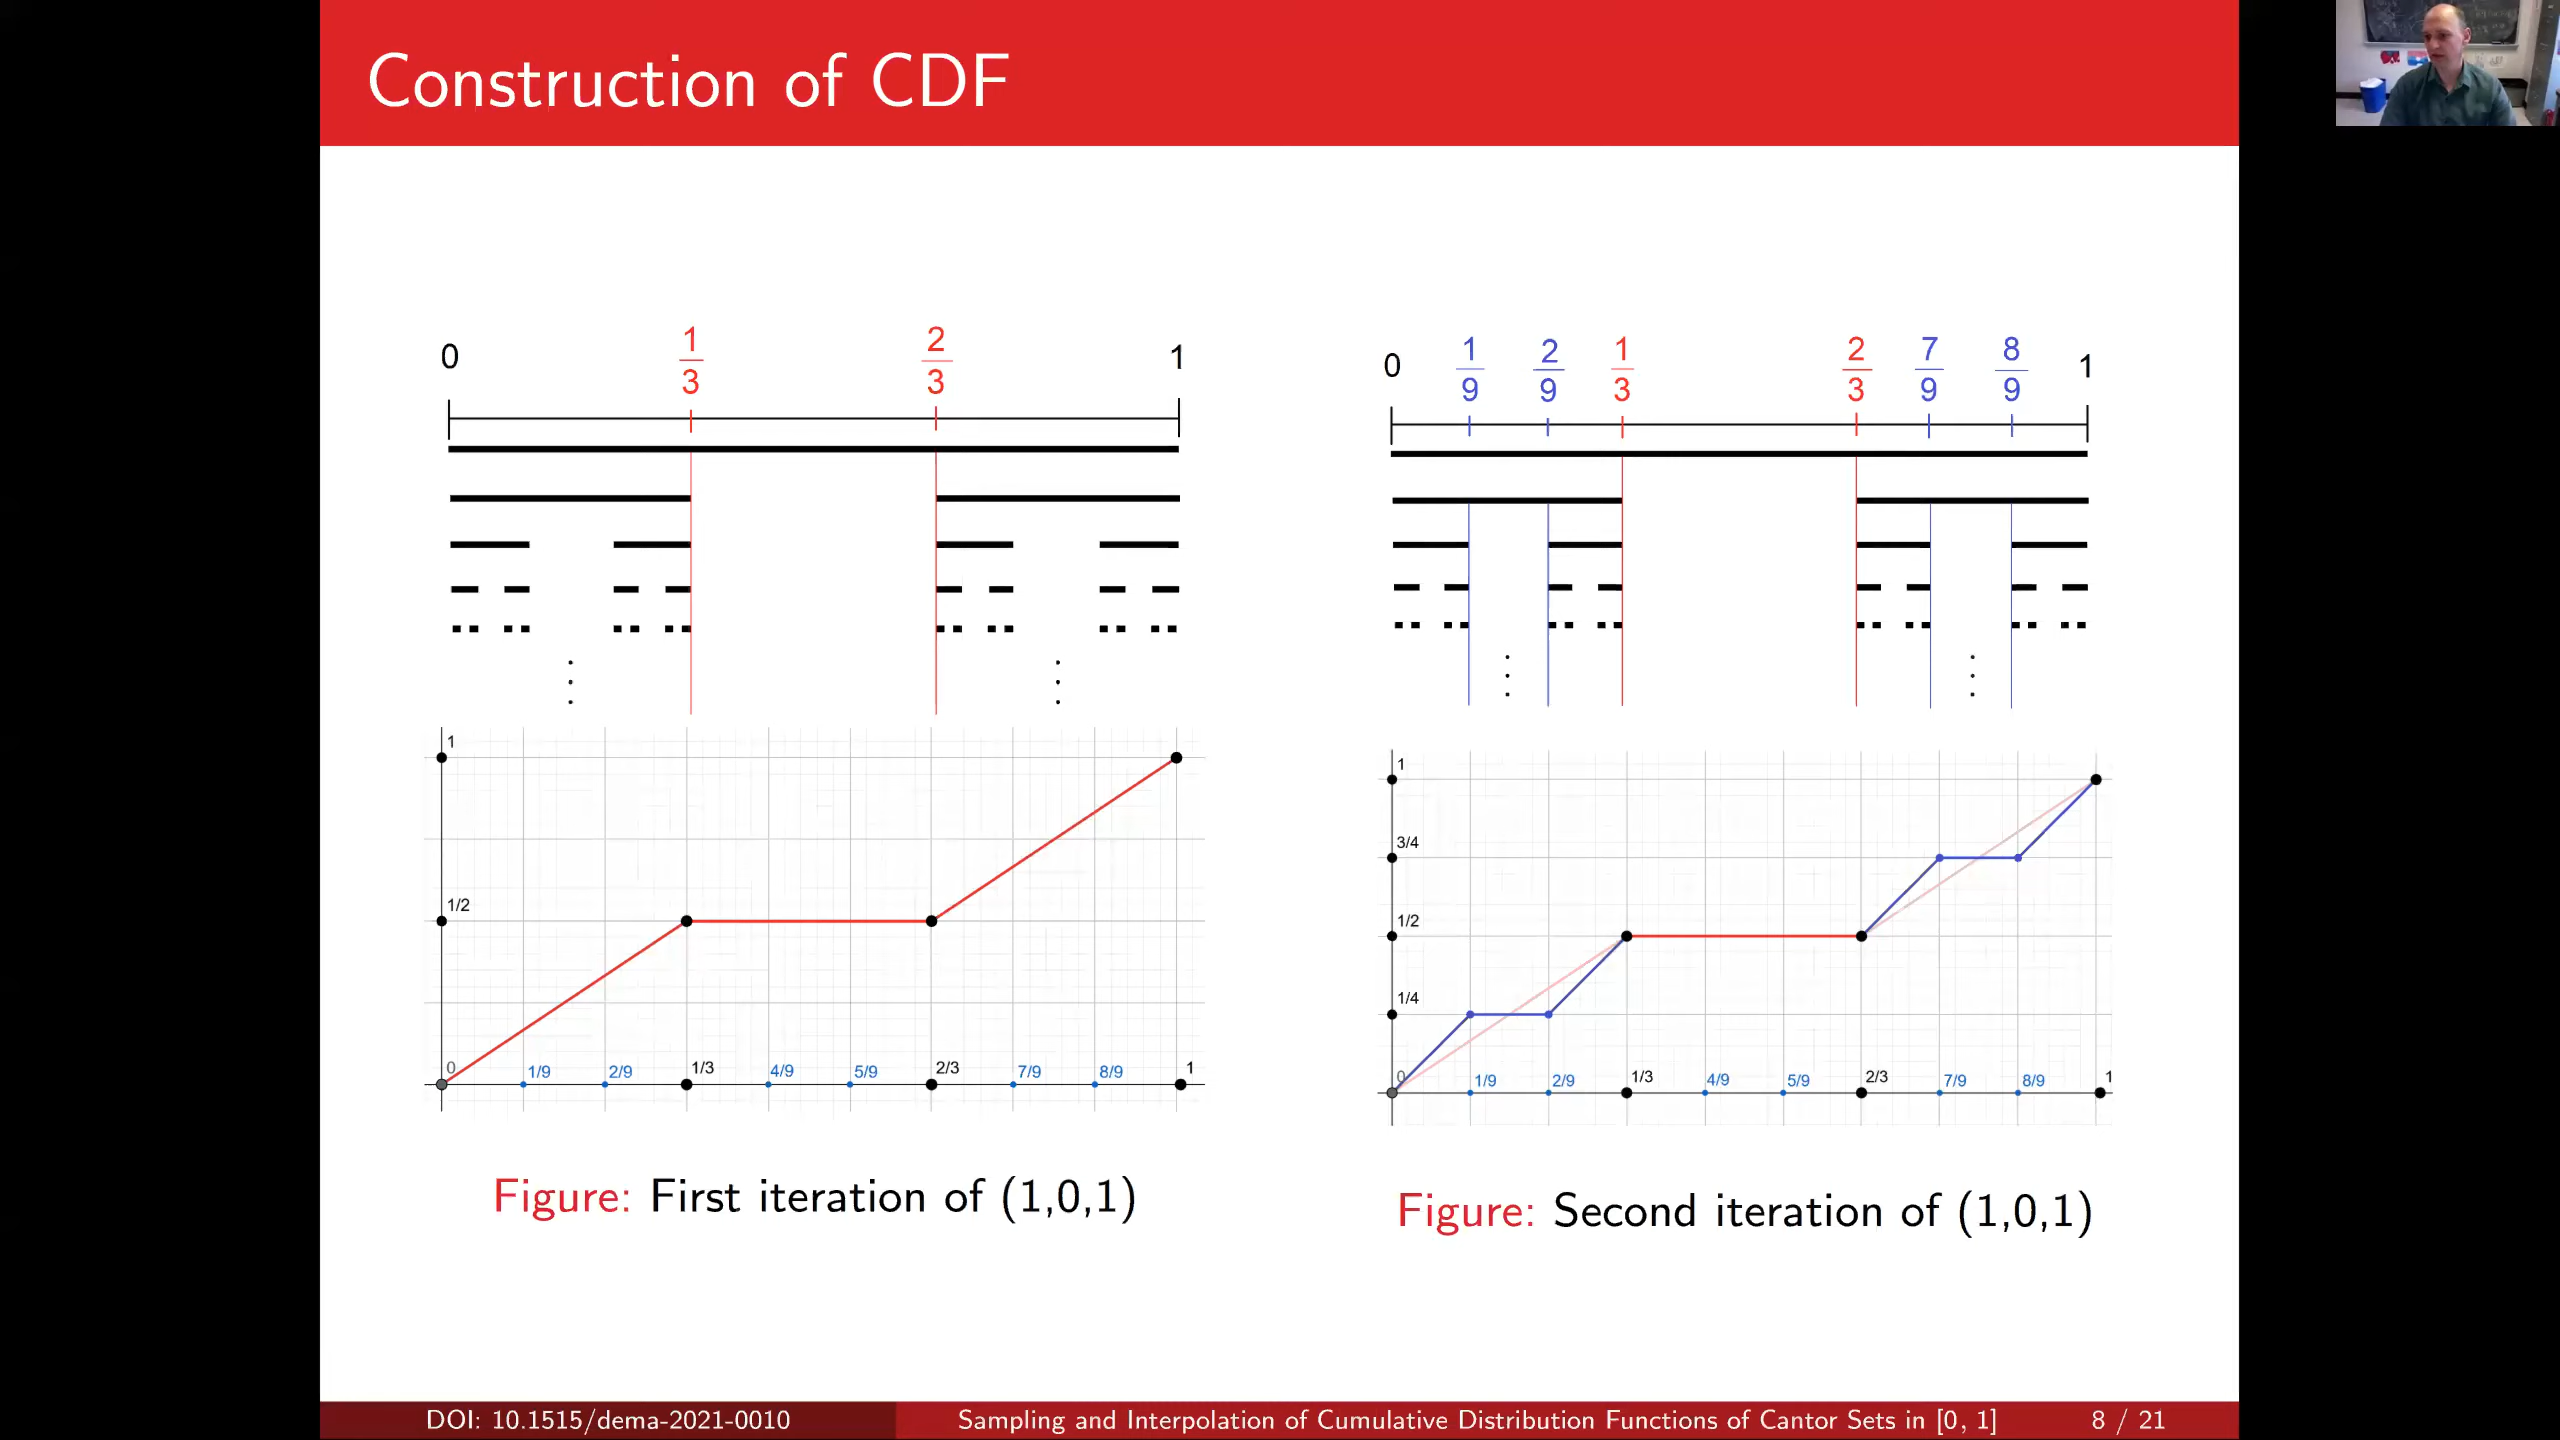 Construction of CDF
0 1/3 2/3 1
1
1/2
0 1/9 2/9 1/3 4/9 5/9 2/3 7/9 8/9 1
Figure: First iteration of (1,0,1)
0 1/9 2/9 1/3 2/3 7/9 8/9 1
1
3/4
1/2
1/4
0 1/9 2/9 1/3 4/9 5/9 2/3 7/9 8/9 1
Figure: Second iteration of (1,0,1)
DOI: 10.1515/dema-2021-0010 Sampling and Interpolation of Cumulative Distribution Functions of Cantor Sets in [0, 1] 8 / 21